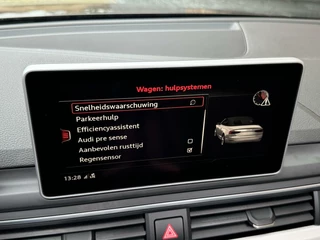 Wagen: hulpsystemen
Snelheidswaarschuwing
Parkeerhulp
Efficiencyassistent
Audi pre sense
Aanbevolen rusttijd
Regensensor
13:28